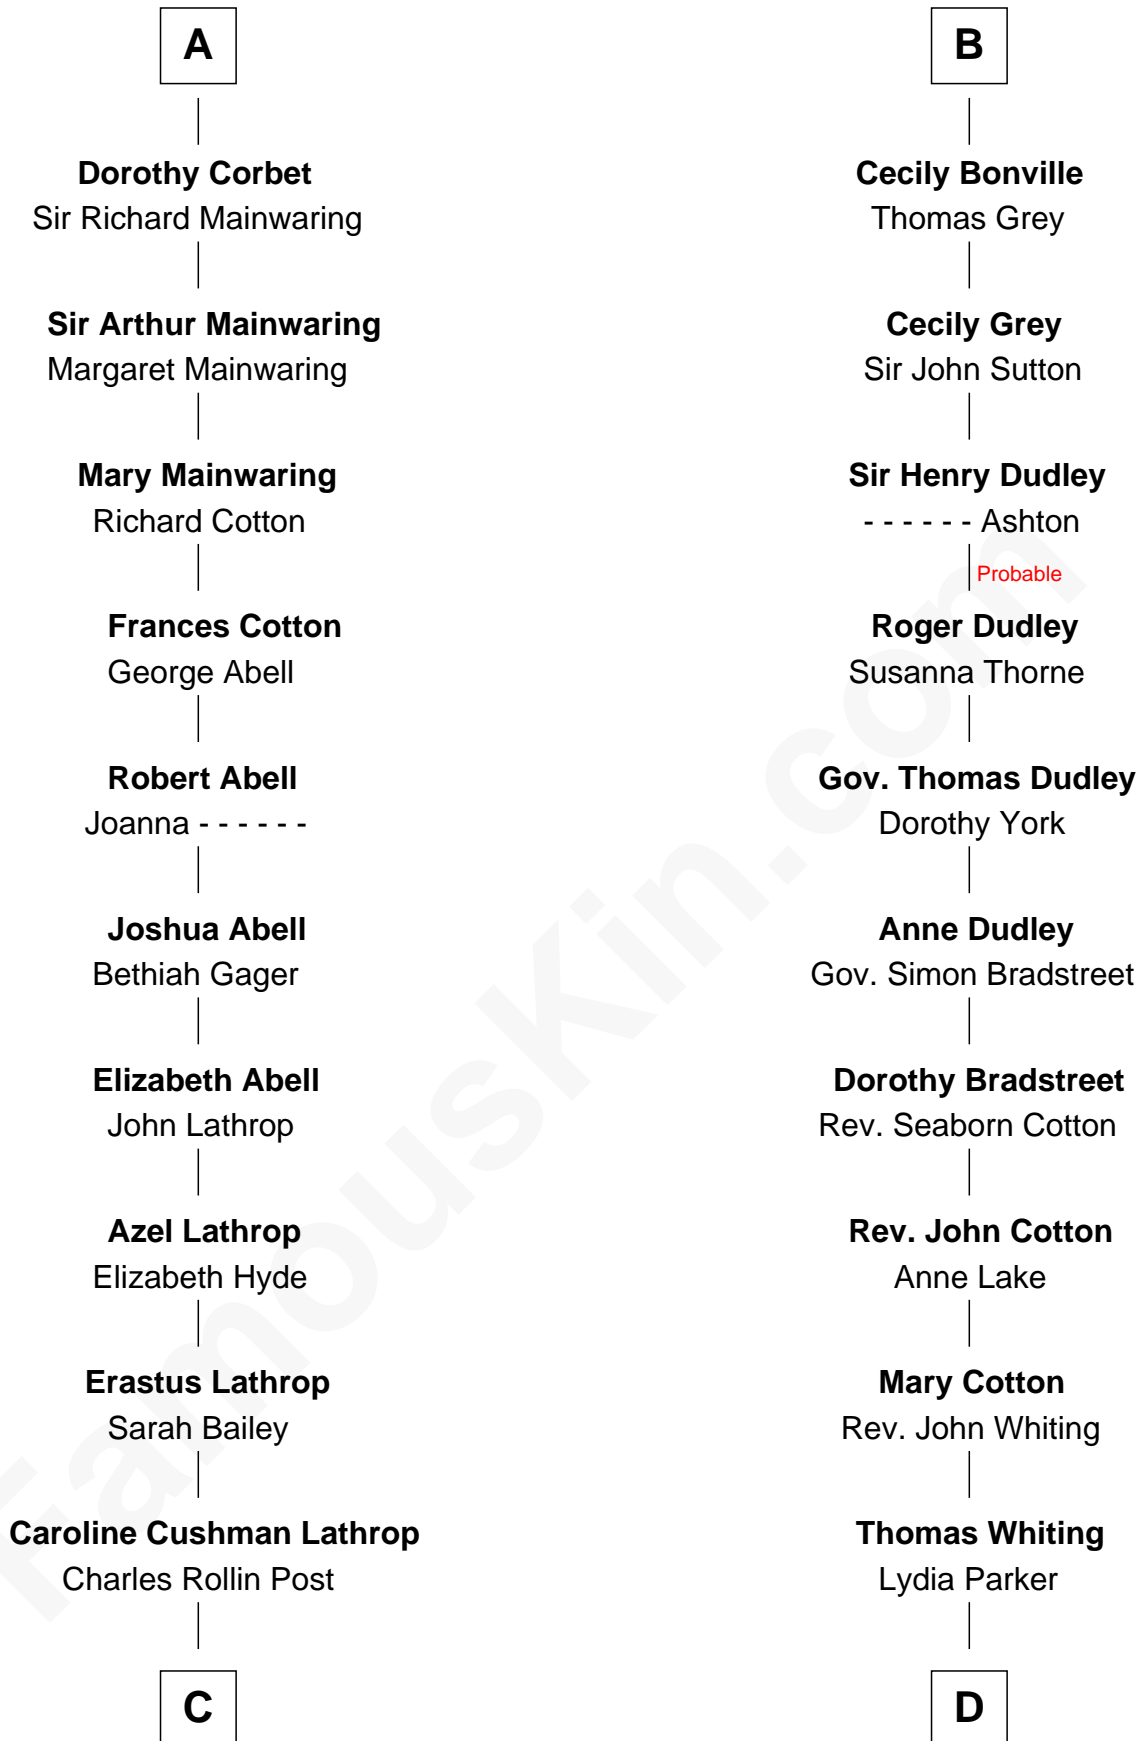 A
Dorothy Corbet
Sir Richard Mainwaring
Sir Arthur Mainwaring
Margaret Mainwaring
Mary Mainwaring
Richard Cotton
Frances Cotton
George Abell
Robert Abell
Joanna - - - - - -
Joshua Abell
Bethiah Gager
Elizabeth Abell
John Lathrop
Azel Lathrop
Elizabeth Hyde
Erastus Lathrop
Sarah Bailey
Caroline Cushman Lathrop
Charles Rollin Post
C
B
Cecily Bonville
Thomas Grey
Cecily Grey
Sir John Sutton
Sir Henry Dudley
- - - - - - Ashton
Probable
Roger Dudley
Susanna Thorne
Gov. Thomas Dudley
Dorothy York
Anne Dudley
Gov. Simon Bradstreet
Dorothy Bradstreet
Rev. Seaborn Cotton
Rev. John Cotton
Anne Lake
Mary Cotton
Rev. John Whiting
Thomas Whiting
Lydia Parker
D
FamousKin.com